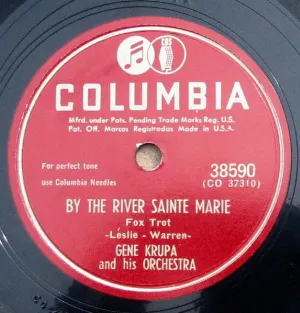 COLUMBIA
Mfrd. under Pats. Pending Trade Marks Reg. U.S.
Pat. Off. Marcas Registradas Made in U.S.A.
For perfect tone
use Columbia Needles
38590
(CO 37310)
BY THE RIVER SAINTE MARIE
Fox Trot
-Leslie - Warren-
GENE KRUPA
and his ORCHESTRA